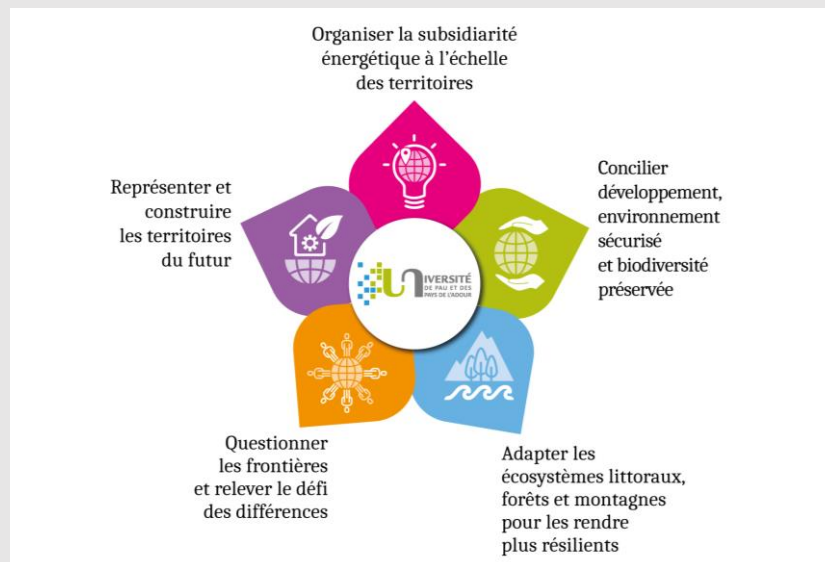 Organiser la subsidiarité
énergétique à l'échelle
des territoires
Concilier
développement,
environnement
sécurisé
et biodiversité
préservée
Représenter et
construire
les territoires
du futur
UNIVERSITÉ
DE PAU ET DES
PAYS DE L'ADOUR
Questionner
les frontières
et relever le défi
des différences
Adapter les
écosystèmes littoraux,
forêts et montagnes
pour les rendre
plus résilients